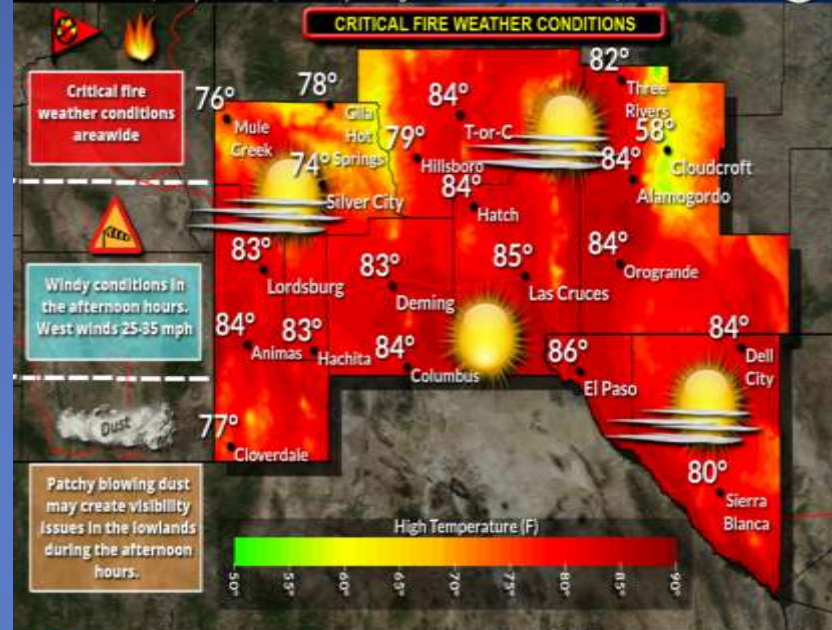 CRITICAL FIRE WEATHER CONDITIONS
Critical fire
weather conditions
areawide
Windy conditions in
the afternoon hours.
West winds 25-35 mph
Dust
Patchy blowing dust
may create visibility
issues in the lowlands
during the afternoon
hours.
76°
Mule
Creek
78°
Gila
Hot
Springs
74°
Silver City
79°
Hillsboro
84°
T-or-C
82°
Three
Rivers
58°
Cloudcroft
84°
Alamogordo
84°
Hatch
83°
Lordsburg
83°
Deming
85°
Las Cruces
84°
Orogrande
84°
Animas
83°
Hachita
84°
Columbus
86°
El Paso
84°
Dell
City
77°
Cloverdale
80°
Sierra
Blanca
High Temperature (F)
50° 55° 60° 65° 70° 75° 80° 85° 90°